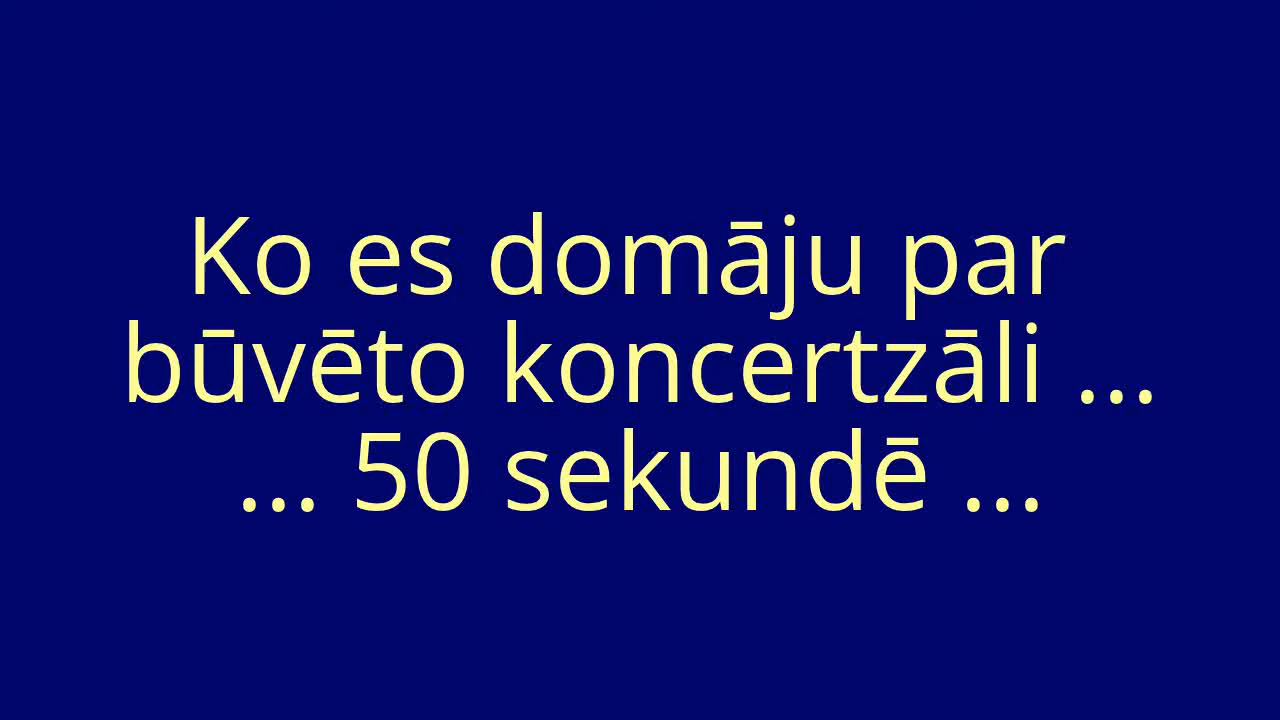 Ko es domāju par
būvēto koncertzāli ...
... 50 sekundē ...